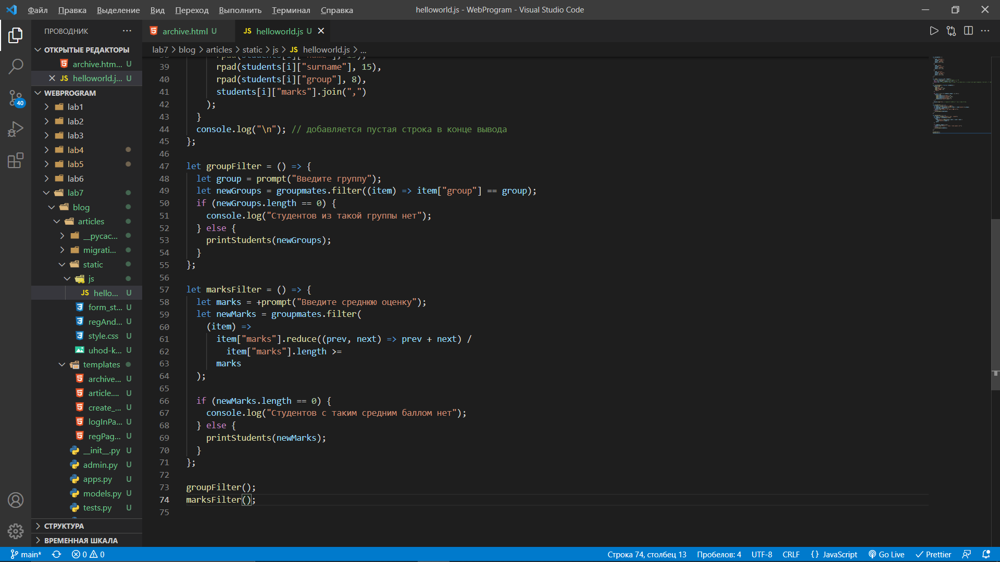 Файл Правка Выделение Вид Переход Выполнить Терминал Справка helloworld.js - WebProgram - Visual Studio Code
ПРОВОДНИК
ОТКРЫТЫЕ РЕДАКТОРЫ
archive.htm... U
JS helloworld.j... U
WEBPROGRAM
lab1
lab2
lab3
lab4
lab5
lab6
lab7
blog
articles
__pycac...
migrati...
static
js
JS hello... U
form_st... U
regAnd... U
style.css U
uhod-k... U
templates
archive... U
article.... U
create_... U
logInPa... U
regPag... U
__init__.py U
admin.py U
apps.py U
models.py U
tests.py U
СТРУКТУРА
ВРЕМЕННАЯ ШКАЛА
40
archive.html U JS helloworld.js U
lab7 > blog > articles > static > js > JS helloworld.js > ...
38 rpad(students[i]["name"], 15),
39 rpad(students[i]["surname"], 15),
40 rpad(students[i]["group"], 8),
41 students[i]["marks"].join(",")
42 );
43 }
44 console.log("\n"); // добавляется пустая строка в конце вывода
45 };
46
47 let groupFilter = () => {
48 let group = prompt("Введите группу");
49 let newGroups = groupmates.filter((item) => item["group"] == group);
50 if (newGroups.length == 0) {
51 console.log("Студентов из такой группы нет");
52 } else {
53 printStudents(newGroups);
54 }
55 };
56
57 let marksFilter = () => {
58 let marks = +prompt("Введите среднюю оценку");
59 let newMarks = groupmates.filter(
60 (item) =>
61 item["marks"].reduce((prev, next) => prev + next) /
62 item["marks"].length >=
63 marks
64 );
65
66 if (newMarks.length == 0) {
67 console.log("Студентов с таким средним баллом нет");
68 } else {
69 printStudents(newMarks);
70 }
71 };
72
73 groupFilter();
74 marksFilter();
75
main* 0 0 Строка 74, столбец 13 Пробелов: 4 UTF-8 CRLF {} JavaScript Go Live Prettier